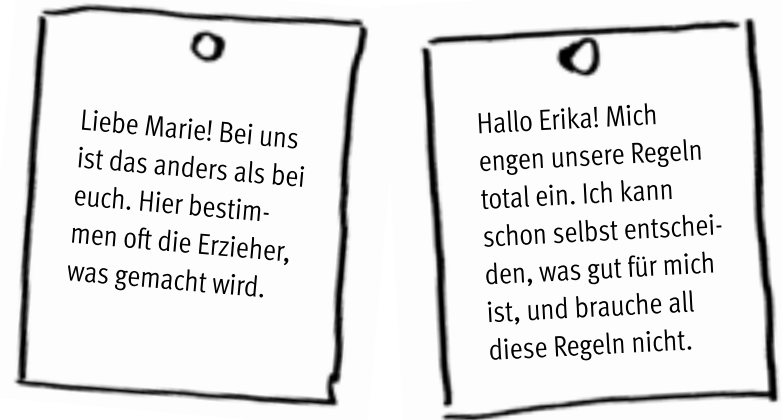 Liebe Marie! Bei uns
ist das anders als bei
euch. Hier bestim-
men oft die Erzieher,
was gemacht wird.
Hallo Erika! Mich
engen unsere Regeln
total ein. Ich kann
schon selbst entschei-
den, was gut für mich
ist, und brauche all
diese Regeln nicht.